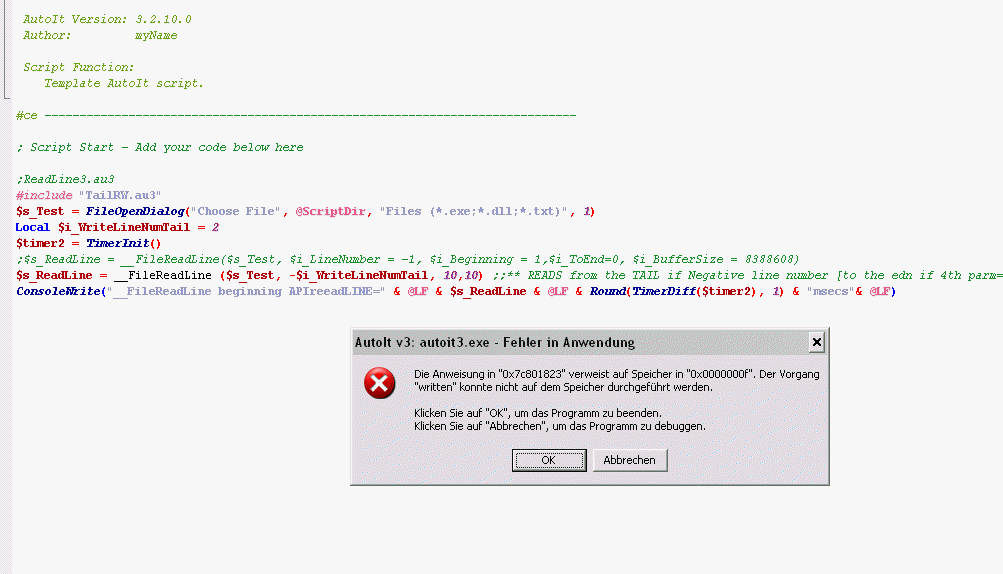 AutoIt Version: 3.2.10.0
Author: myName
Script Function:
Template AutoIt script.
#ce ----------------------------------------------------------------------------
; Script Start - Add your code below here
;ReadLine3.au3
#include "TailRW.au3"
$s_Test = FileOpenDialog("Choose File", @ScriptDir, "Files (*.exe;*.dll;*.txt)", 1)
Local $i_WriteLineNumTail = 2
$timer2 = TimerInit()
;$s_ReadLine = __FileReadLine($s_Test, $i_LineNumber = -1, $i_Beginning = 1,$i_ToEnd=0, $i_BufferSize = 8388608)
$s_ReadLine = __FileReadLine ($s_Test, -$i_WriteLineNumTail, 10,10) ;;** READS from the TAIL if Negative line number [to the edn if 4th parm=
ConsoleWrite("__FileReadLine beginning APIreeadLINE=" & @LF & $s_ReadLine & @LF & Round(TimerDiff($timer2), 1) & "msecs"& @LF)
AutoIt v3: autoit3.exe - Fehler in Anwendung
Die Anweisung in "0x7c801823" verweist auf Speicher in "0x0000000f". Der Vorgang
"written" konnte nicht auf dem Speicher durchgeführt werden.
Klicken Sie auf "OK", um das Programm zu beenden.
Klicken Sie auf "Abbrechen", um das Programm zu debuggen.
OK
Abbrechen